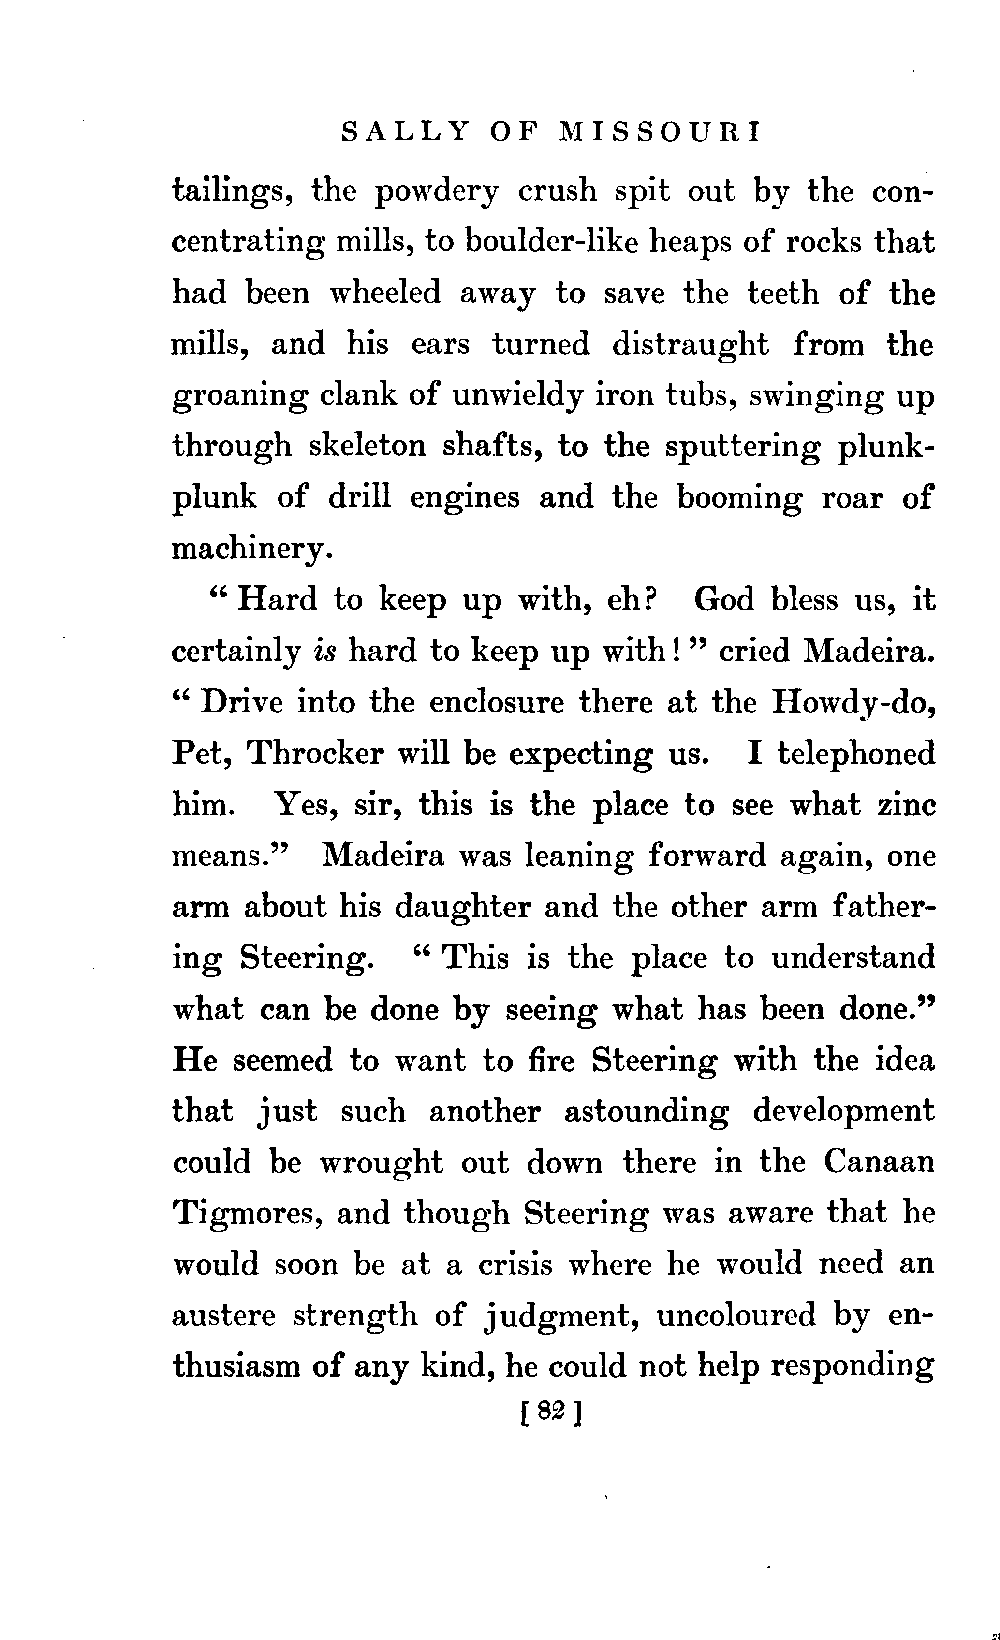 SALLY OF MISSOURI
tailings, the powdery crush spit out by the con-
centrating mills, to boulder-like heaps of rocks that
had been wheeled away to save the teeth of the
mills, and his ears turned distraught from the
groaning clank of unwieldy iron tubs, swinging up
through skeleton shafts, to the sputtering plunk-
plunk of drill engines and the booming roar of
machinery.
“ Hard to keep up with, eh? God bless us, it
certainly is hard to keep up with! ” cried Madeira.
“ Drive into the enclosure there at the Howdy-do,
Pet, Throcker will be expecting us. I telephoned
him. Yes, sir, this is the place to see what zinc
means.” Madeira was leaning forward again, one
arm about his daughter and the other arm father-
ing Steering. “ This is the place to understand
what can be done by seeing what has been done.”
He seemed to want to fire Steering with the idea
that just such another astounding development
could be wrought out down there in the Canaan
Tigmores, and though Steering was aware that he
would soon be at a crisis where he would need an
austere strength of judgment, uncoloured by en-
thusiasm of any kind, he could not help responding
[ 82 ]